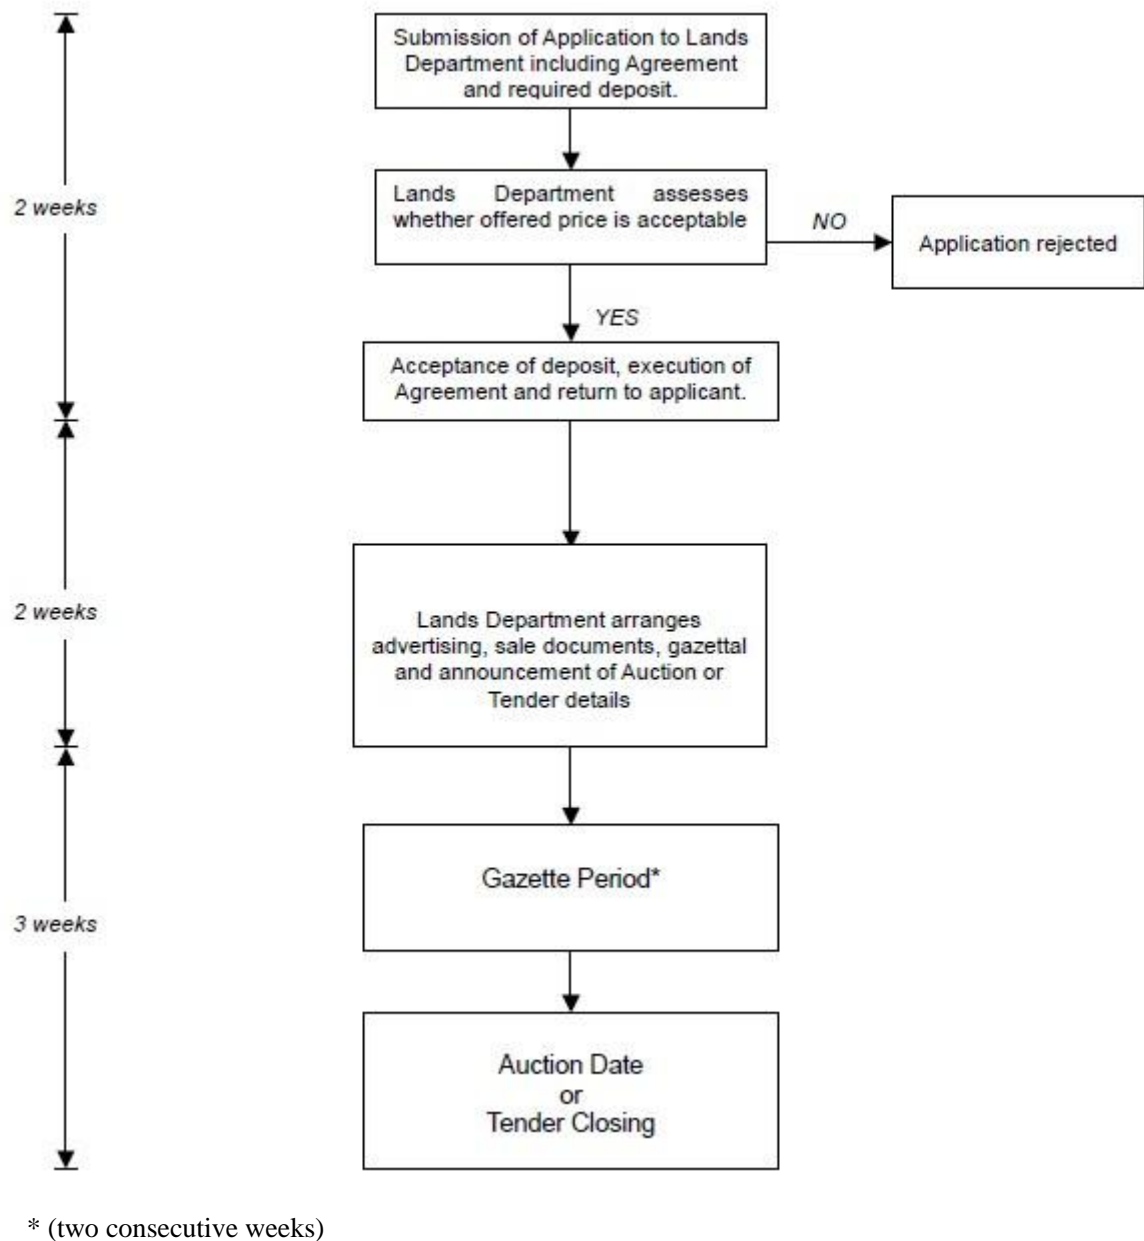 Submission of Application to Lands
Department including Agreement
and required deposit.
2 weeks
Lands Department assesses
whether offered price is acceptable
NO
Application rejected
YES
Acceptance of deposit, execution of
Agreement and return to applicant.
2 weeks
Lands Department arranges
advertising, sale documents, gazettal
and announcement of Auction or
Tender details
3 weeks
Gazette Period*
Auction Date
or
Tender Closing
* (two consecutive weeks)